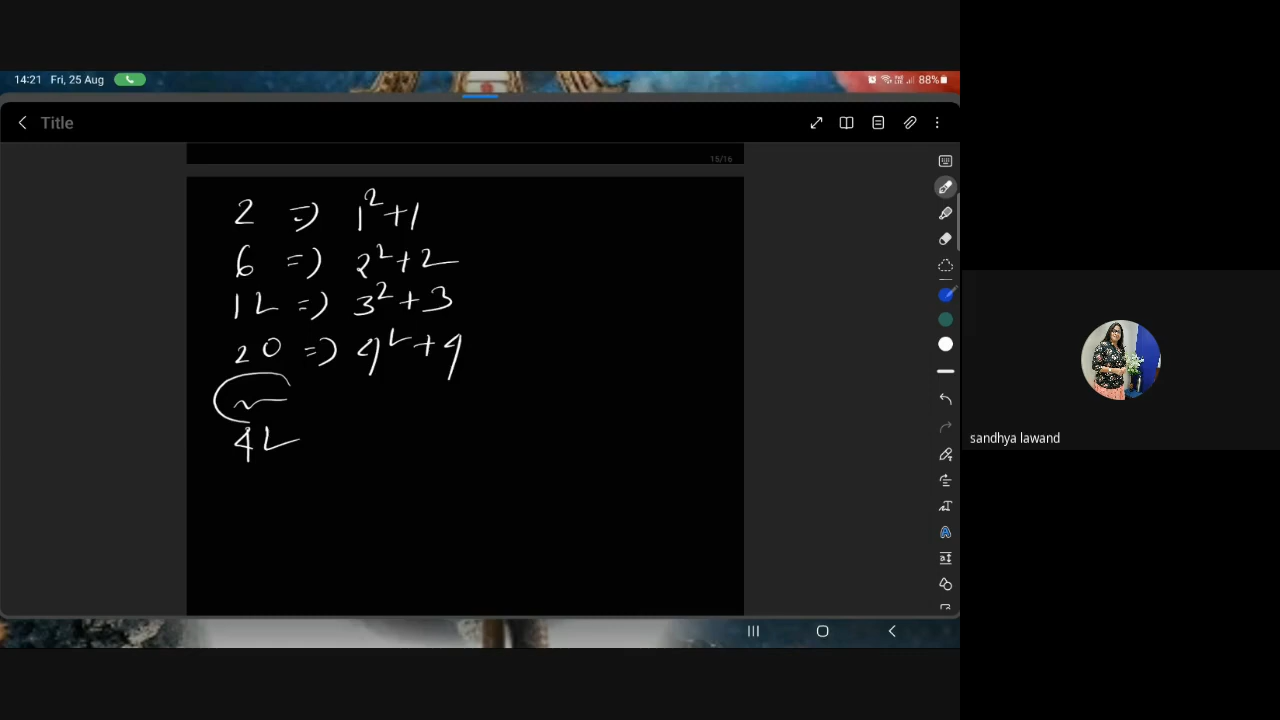 14:21 Fri, 25 Aug
88%
Title
15/16
2 => 1²+1
6 => 2²+2
12 => 3²+3
20 => 4²+4
42
sandhya lawand